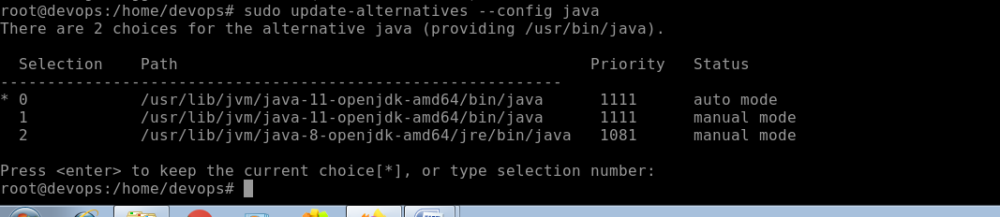 root@devops:/home/devops# sudo update-alternatives --config java
There are 2 choices for the alternative java (providing /usr/bin/java).
  Selection    Path                                            Priority   Status
------------------------------------------------------------
* 0            /usr/lib/jvm/java-11-openjdk-amd64/bin/java      1111      auto mode
  1            /usr/lib/jvm/java-11-openjdk-amd64/bin/java      1111      manual mode
  2            /usr/lib/jvm/java-8-openjdk-amd64/jre/bin/java   1081      manual mode
Press <enter> to keep the current choice[*], or type selection number:
root@devops:/home/devops#